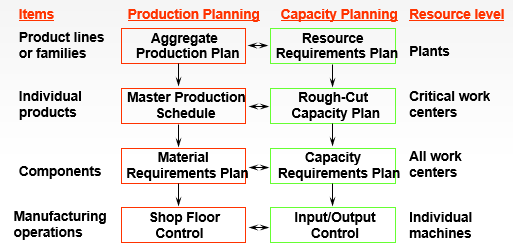 Items Production Planning Capacity Planning Resource level
Product lines
or families
Aggregate
Production Plan
Resource
Requirements Plan
Plants
Individual
products
Master Production
Schedule
Rough-Cut
Capacity Plan
Critical work
centers
Components
Material
Requirements Plan
Capacity
Requirements Plan
All work
centers
Manufacturing
operations
Shop Floor
Control
Input/Output
Control
Individual
machines